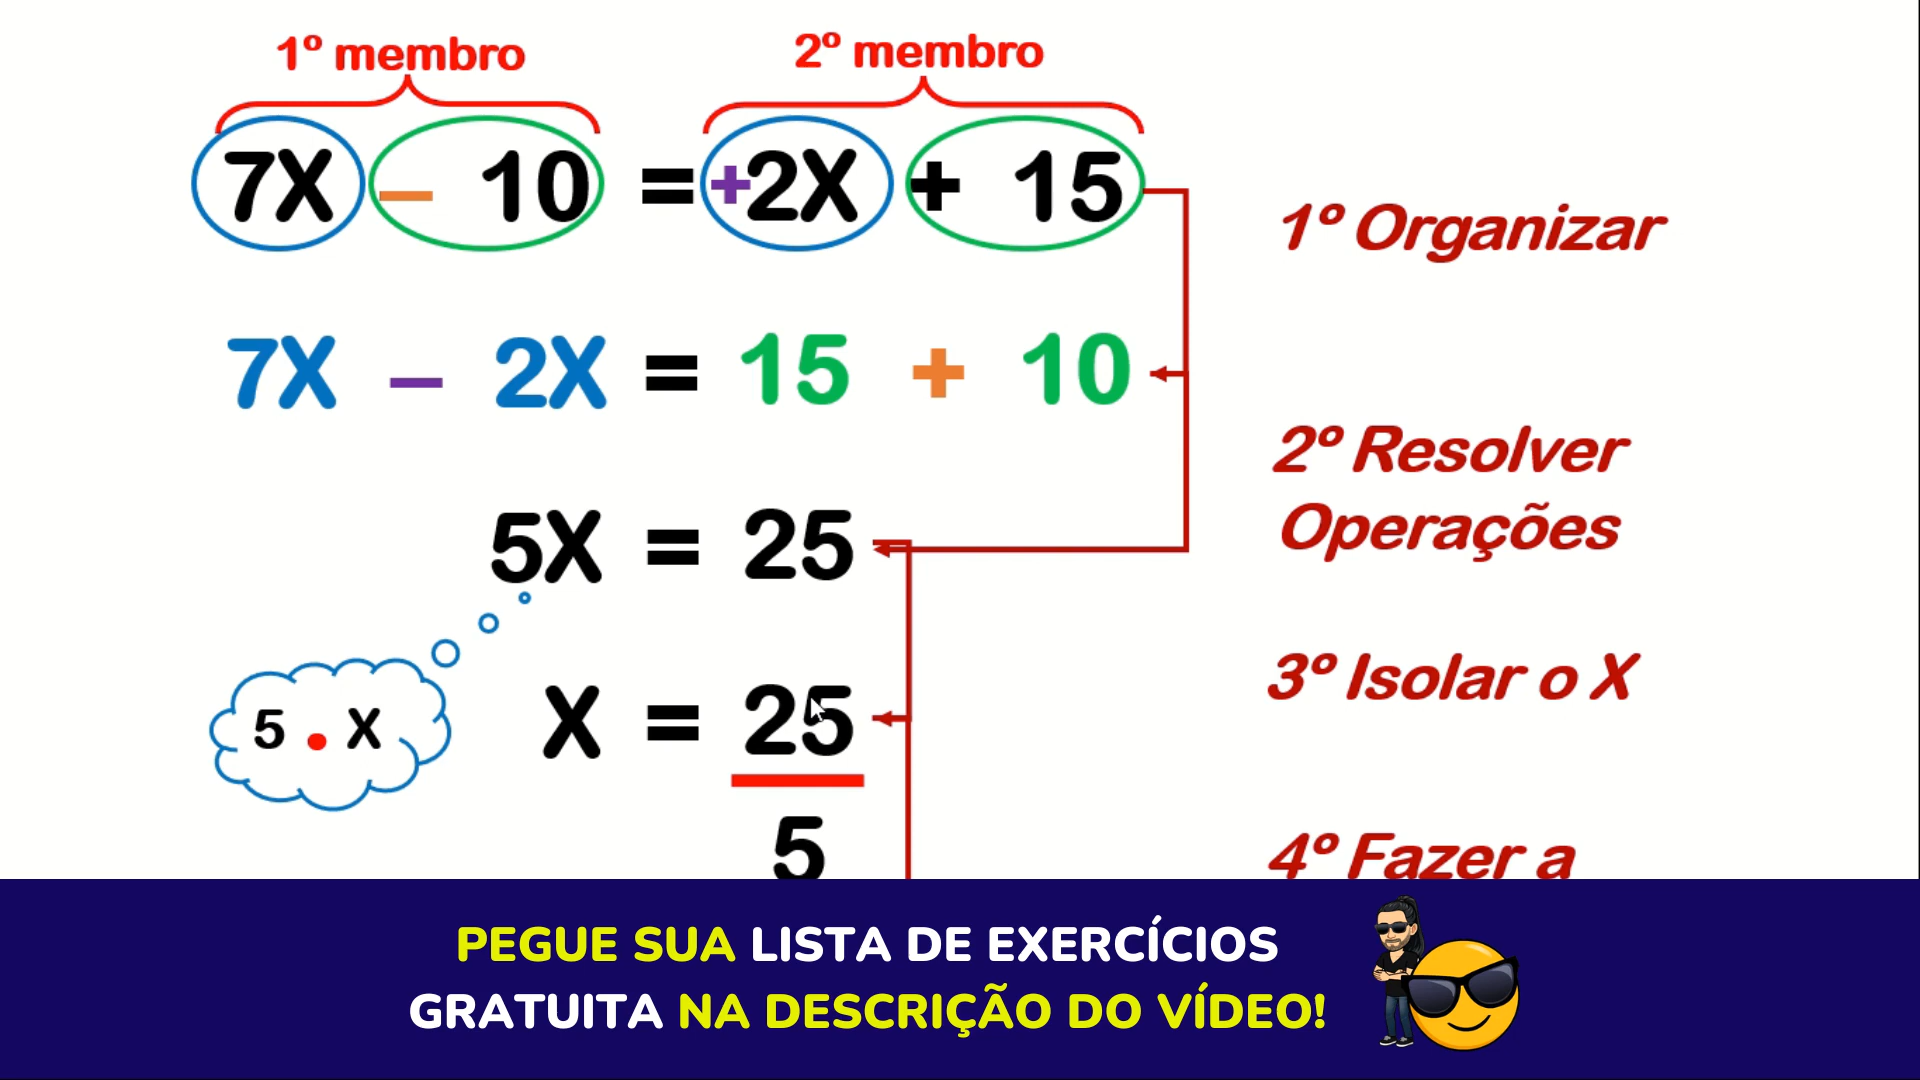 1º membro 2º membro
7X – 10 = +2X + 15
1º Organizar
7X – 2X = 15 + 10
2º Resolver
Operações
5X = 25
3º Isolar o X
5 . X
X = 25
5
4º Fazer a
PEGUE SUA LISTA DE EXERCÍCIOS
GRATUITA NA DESCRIÇÃO DO VÍDEO!